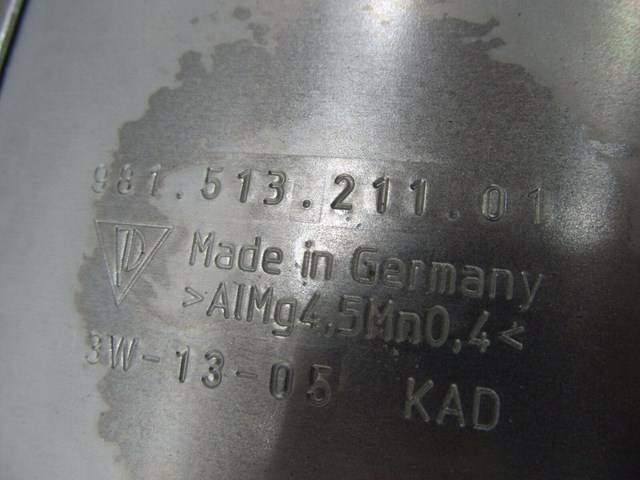 981.513.211.01
Made in Germany
>AlMg4,5Mn0,4<
3W-13-05 KAD